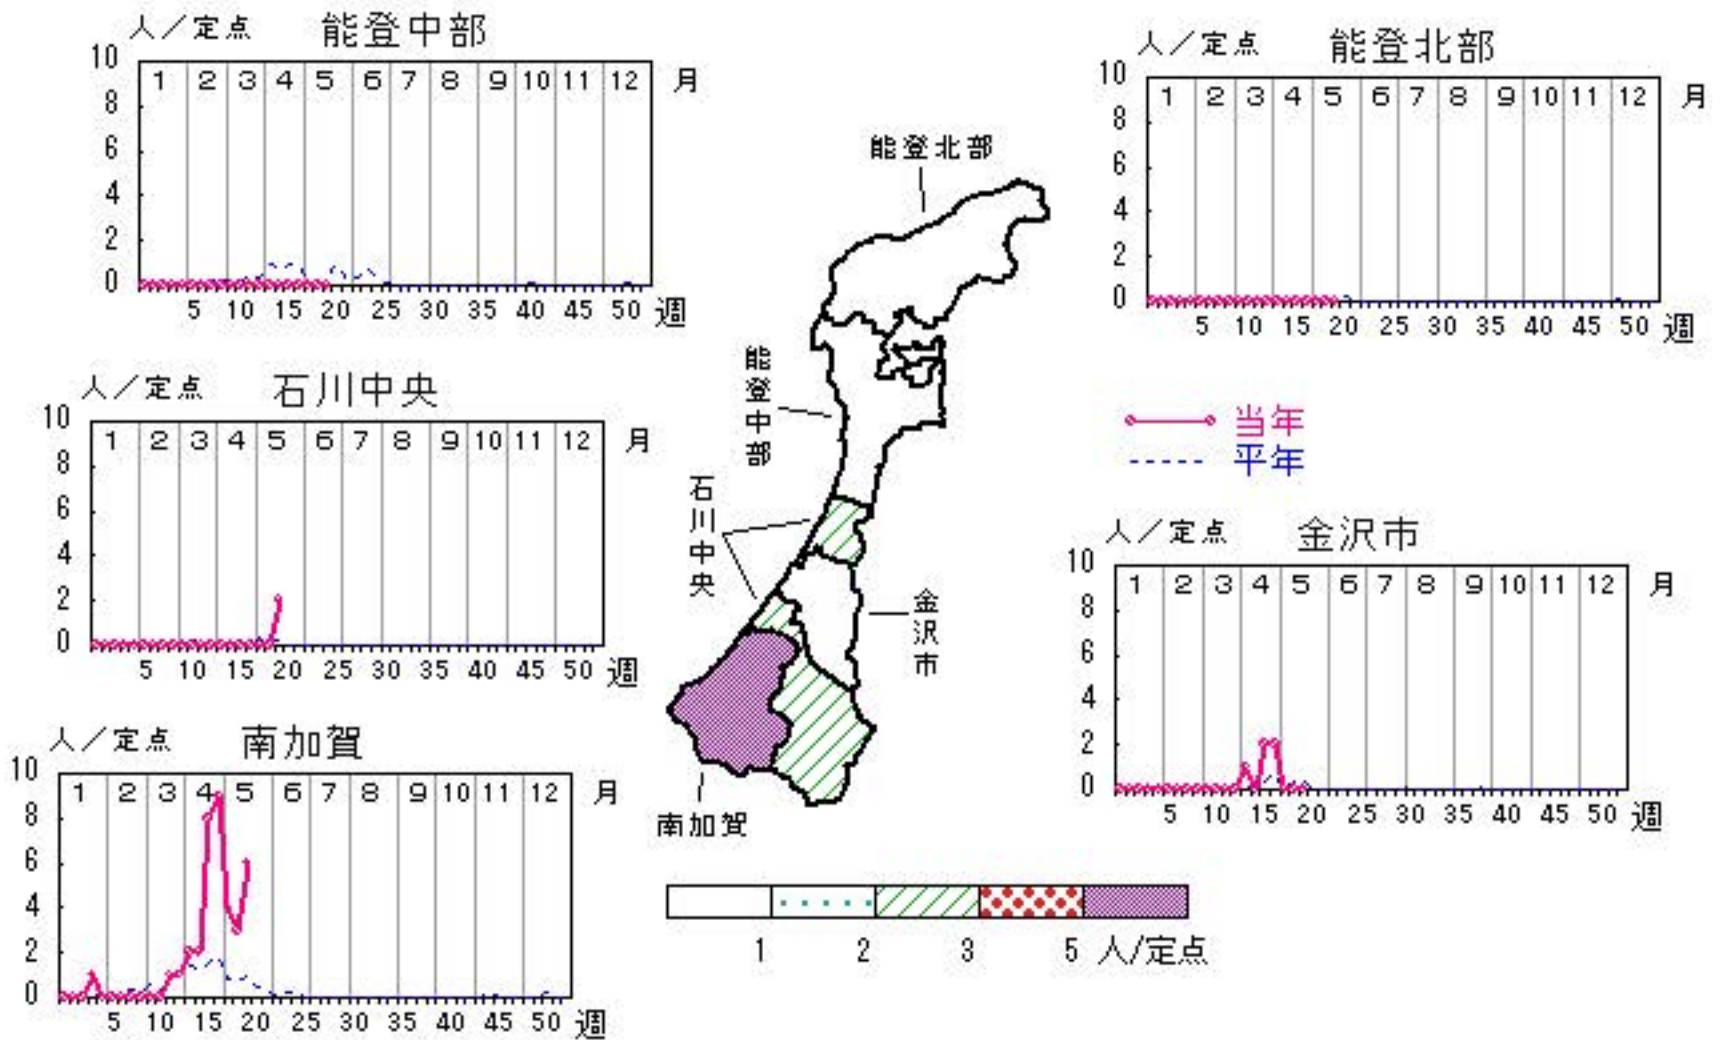 人／定点 能登中部
10 8 6 4 2 0
1 2 3 4 5 6 7 8 9 10 11 12 月
5 10 15 20 25 30 35 40 45 50 週
人／定点 能登北部
10 8 6 4 2 0
1 2 3 4 5 6 7 8 9 10 11 12 月
5 10 15 20 25 30 35 40 45 50 週
能登北部
能登中部
石川中央
金沢市
南加賀
人／定点 石川中央
10 8 6 4 2 0
1 2 3 4 5 6 7 8 9 10 11 12 月
5 10 15 20 25 30 35 40 45 50 週
当年
平年
人／定点 金沢市
10 8 6 4 2 0
1 2 3 4 5 6 7 8 9 10 11 12 月
5 10 15 20 25 30 35 40 45 50 週
人／定点 南加賀
10 8 6 4 2 0
1 2 3 4 5 6 7 8 9 10 11 12 月
5 10 15 20 25 30 35 40 45 50 週
1 2 3 5 人/定点